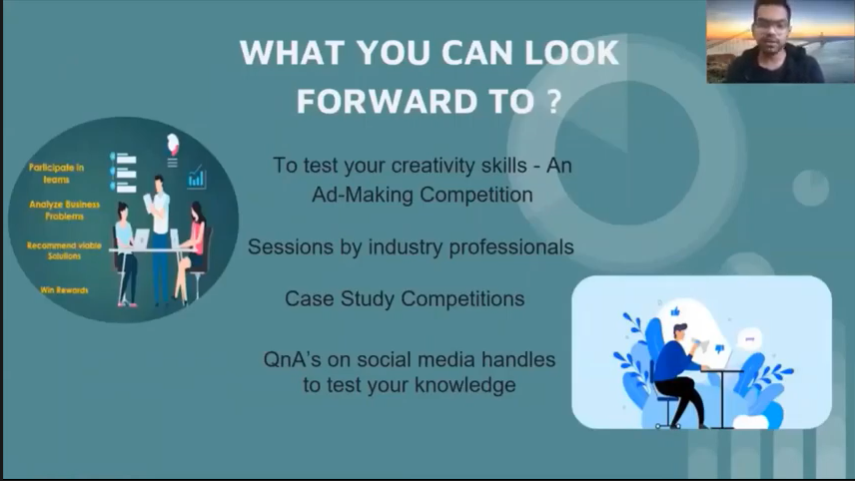 WHAT YOU CAN LOOK
FORWARD TO ?
Participate in
teams
Analyze Business
Problems
Recommend viable
Solutions
Win Rewards
To test your creativity skills - An
Ad-Making Competition
Sessions by industry professionals
Case Study Competitions
QnA's on social media handles
to test your knowledge